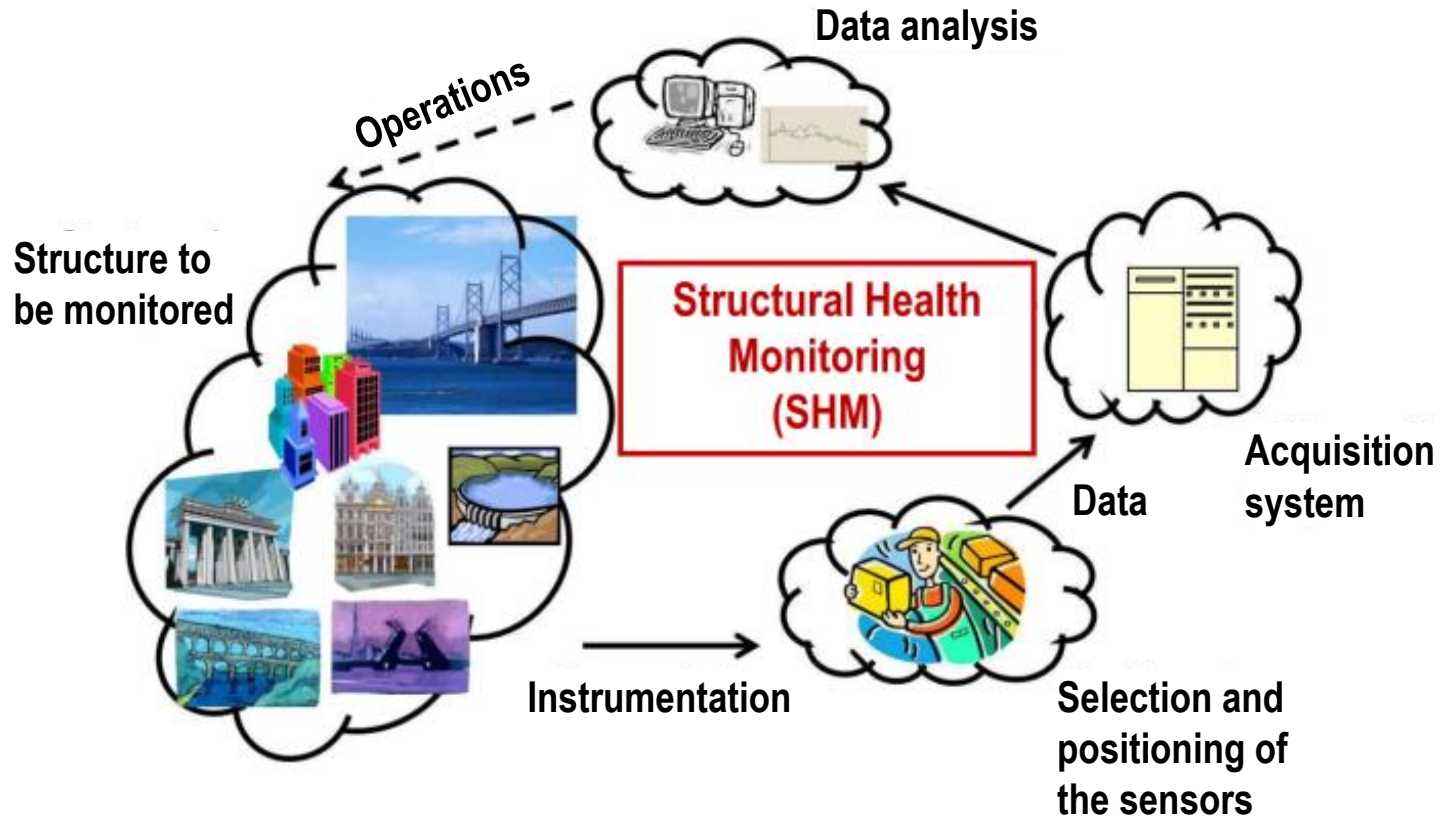 Data analysis
Operations
Structure to
be monitored
Structural Health
Monitoring
(SHM)
Acquisition
system
Data
Instrumentation
Selection and
positioning of
the sensors